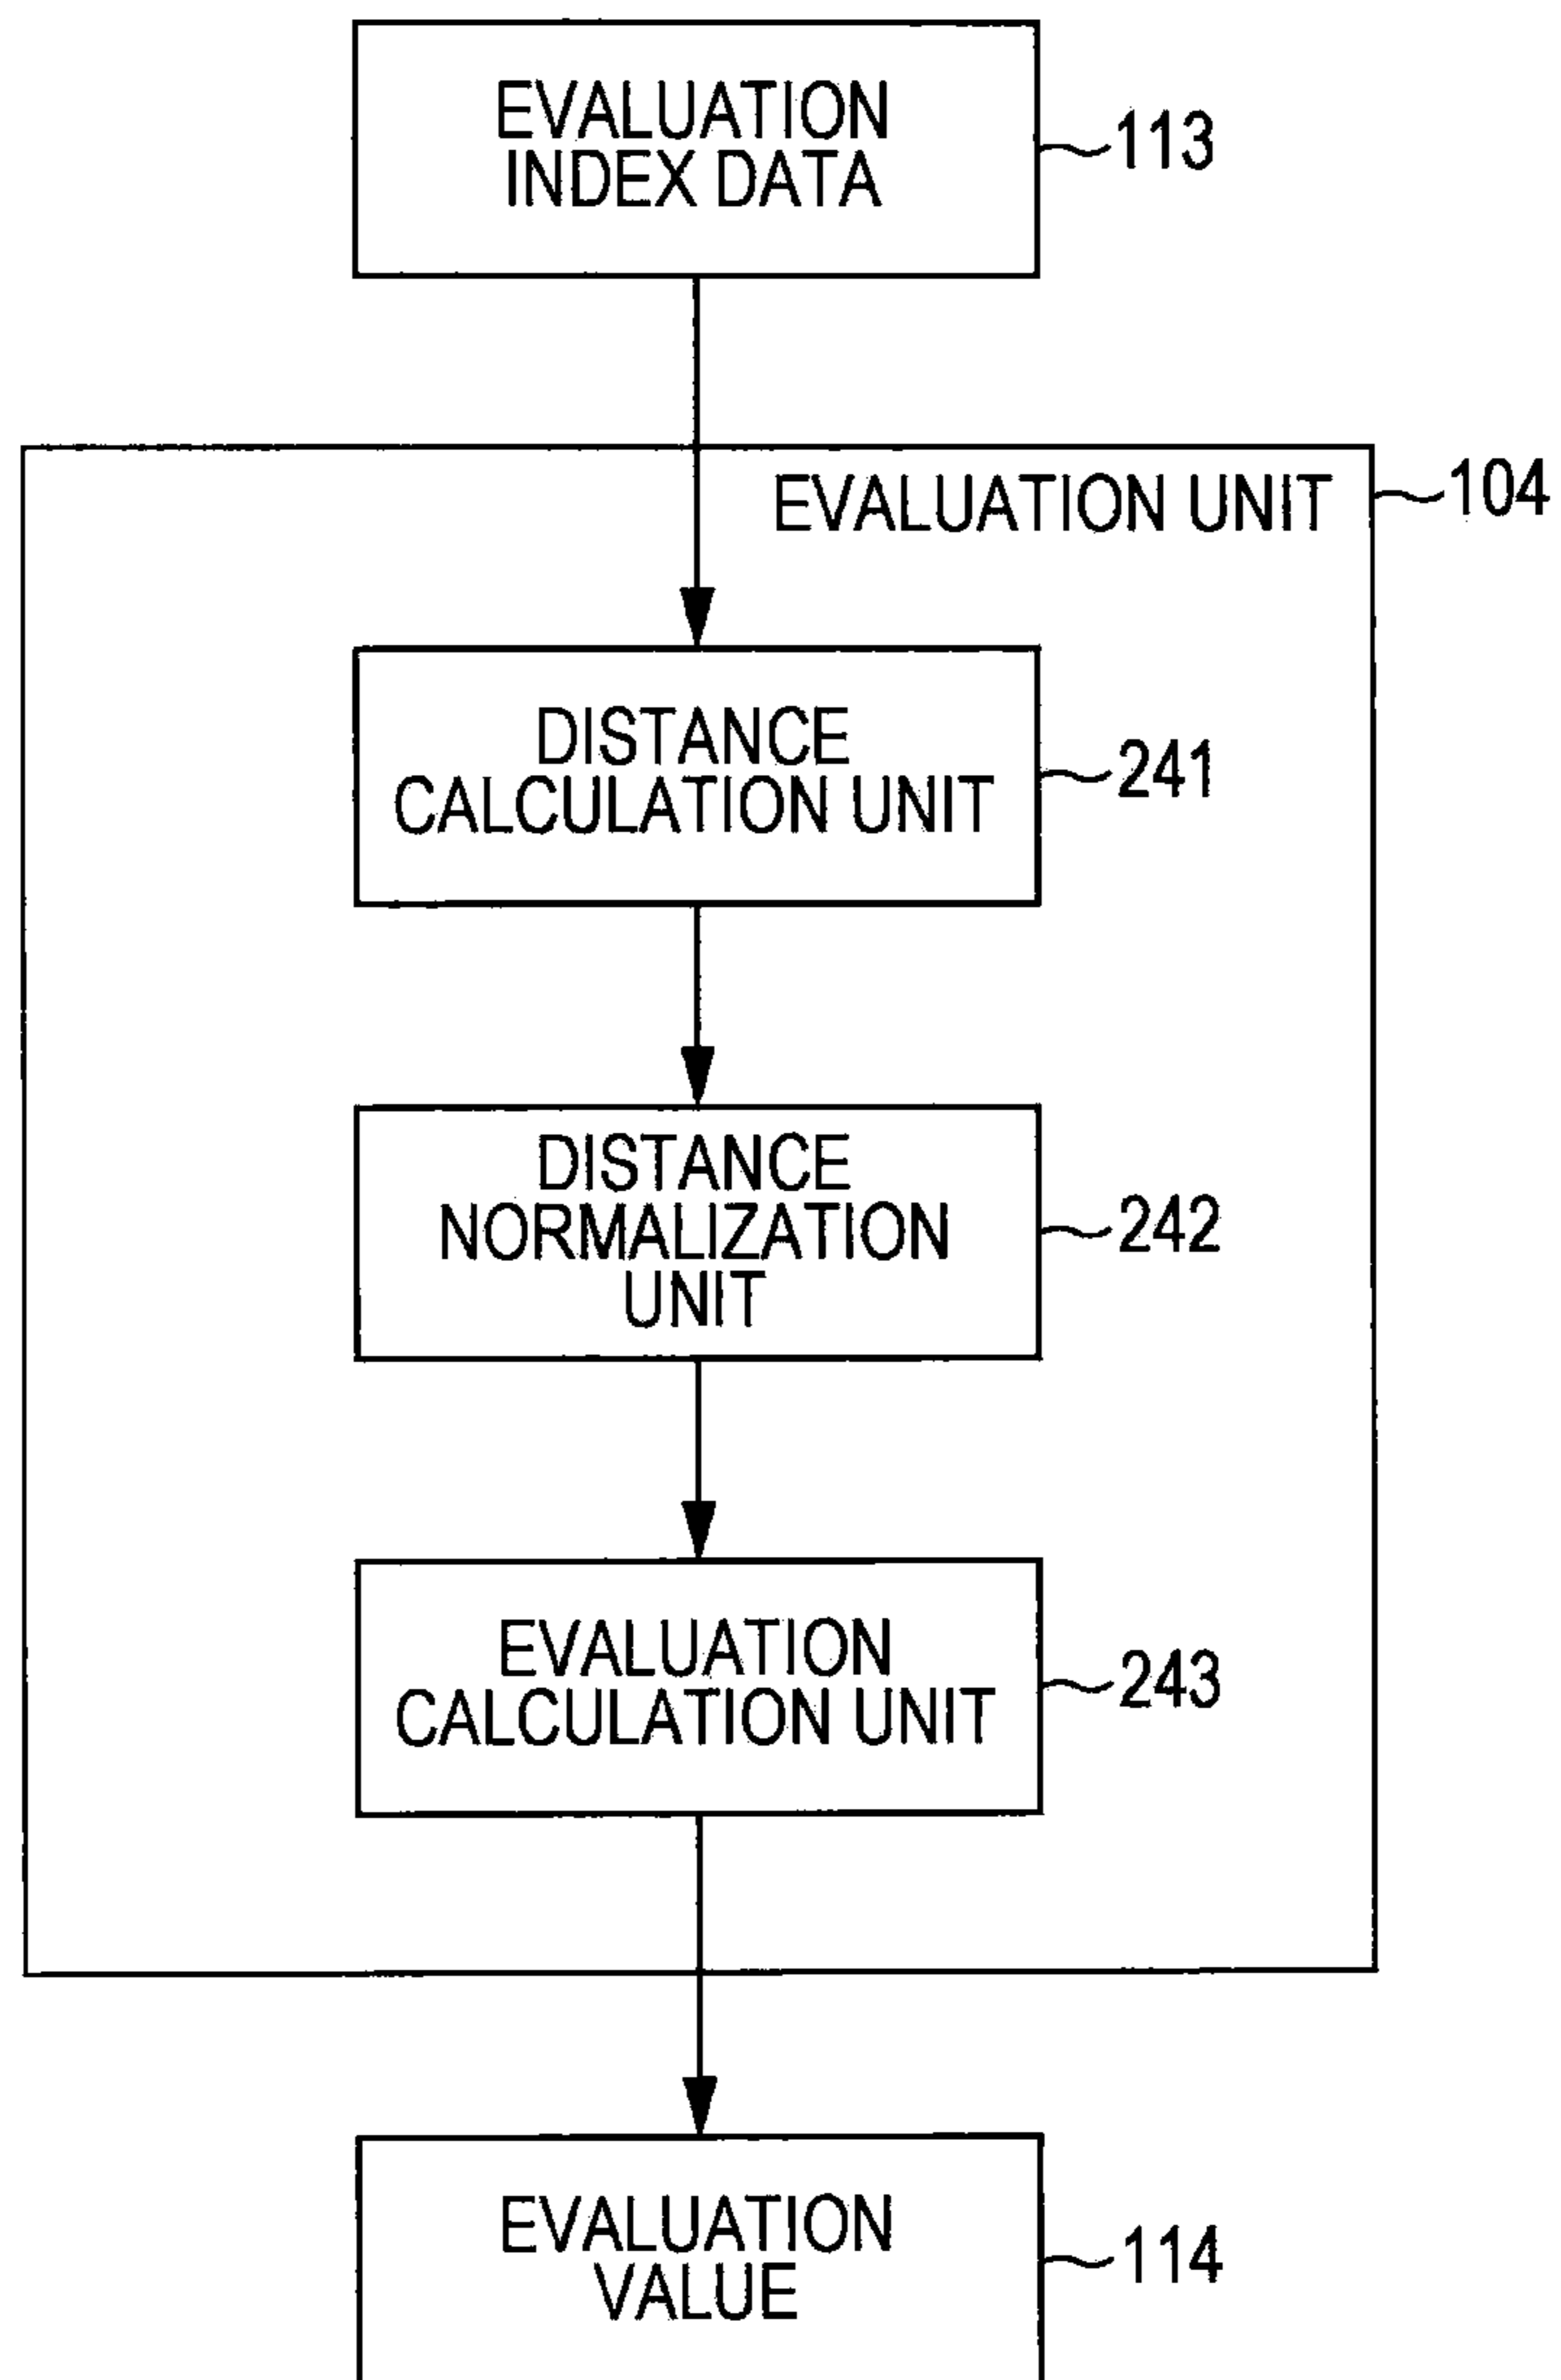 EVALUATION
INDEX DATA
113
EVALUATION UNIT
104
DISTANCE
CALCULATION UNIT
241
DISTANCE
NORMALIZATION
UNIT
242
EVALUATION
CALCULATION UNIT
243
EVALUATION
VALUE
114